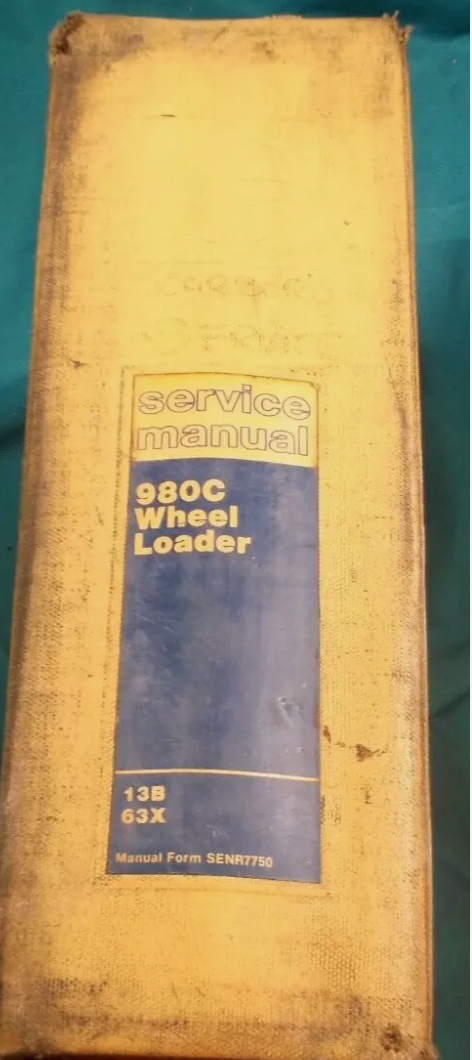 service
manual
980C
Wheel
Loader
13B
63X
Manual Form SENR7750